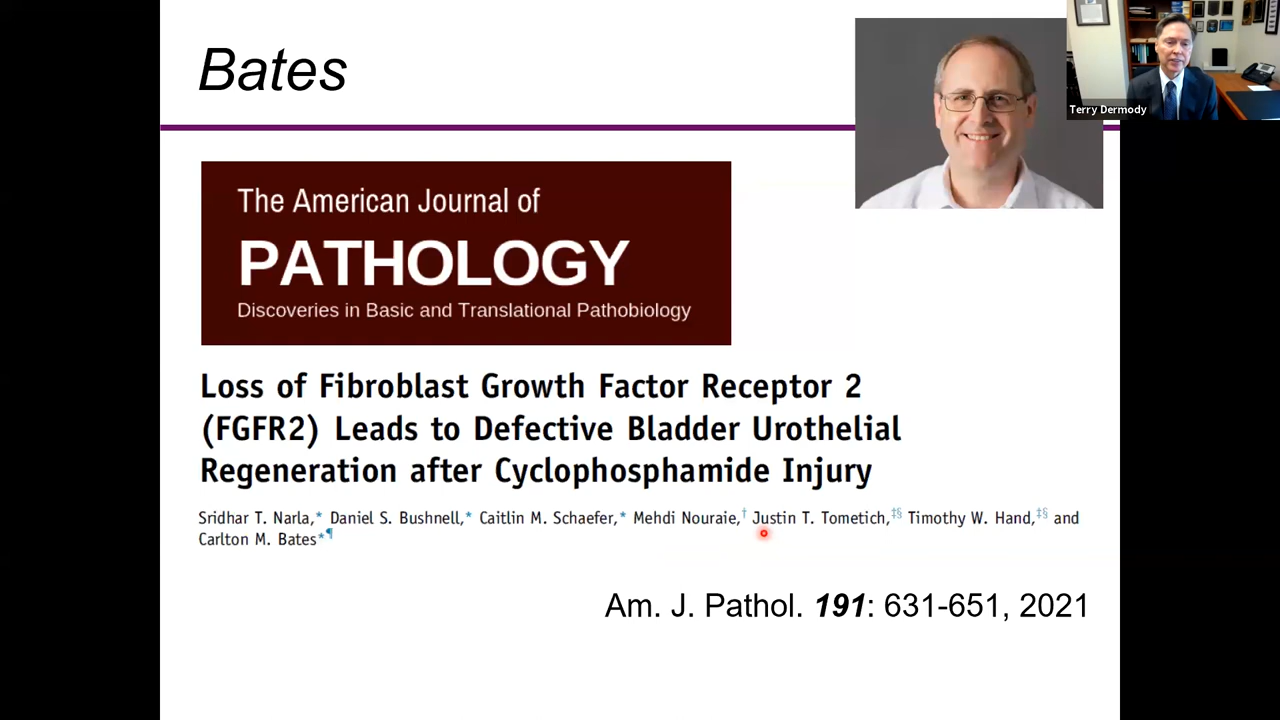 Bates
Terry Dermody
The American Journal of
PATHOLOGY
Discoveries in Basic and Translational Pathobiology
Loss of Fibroblast Growth Factor Receptor 2
(FGFR2) Leads to Defective Bladder Urothelial
Regeneration after Cyclophosphamide Injury
Sridhar T. Narla,* Daniel S. Bushnell,* Caitlin M. Schaefer,* Mehdi Nouraie,† Justin T. Tometich,‡§ Timothy W. Hand,‡§ and
Carlton M. Bates*¶
Am. J. Pathol. 191: 631-651, 2021